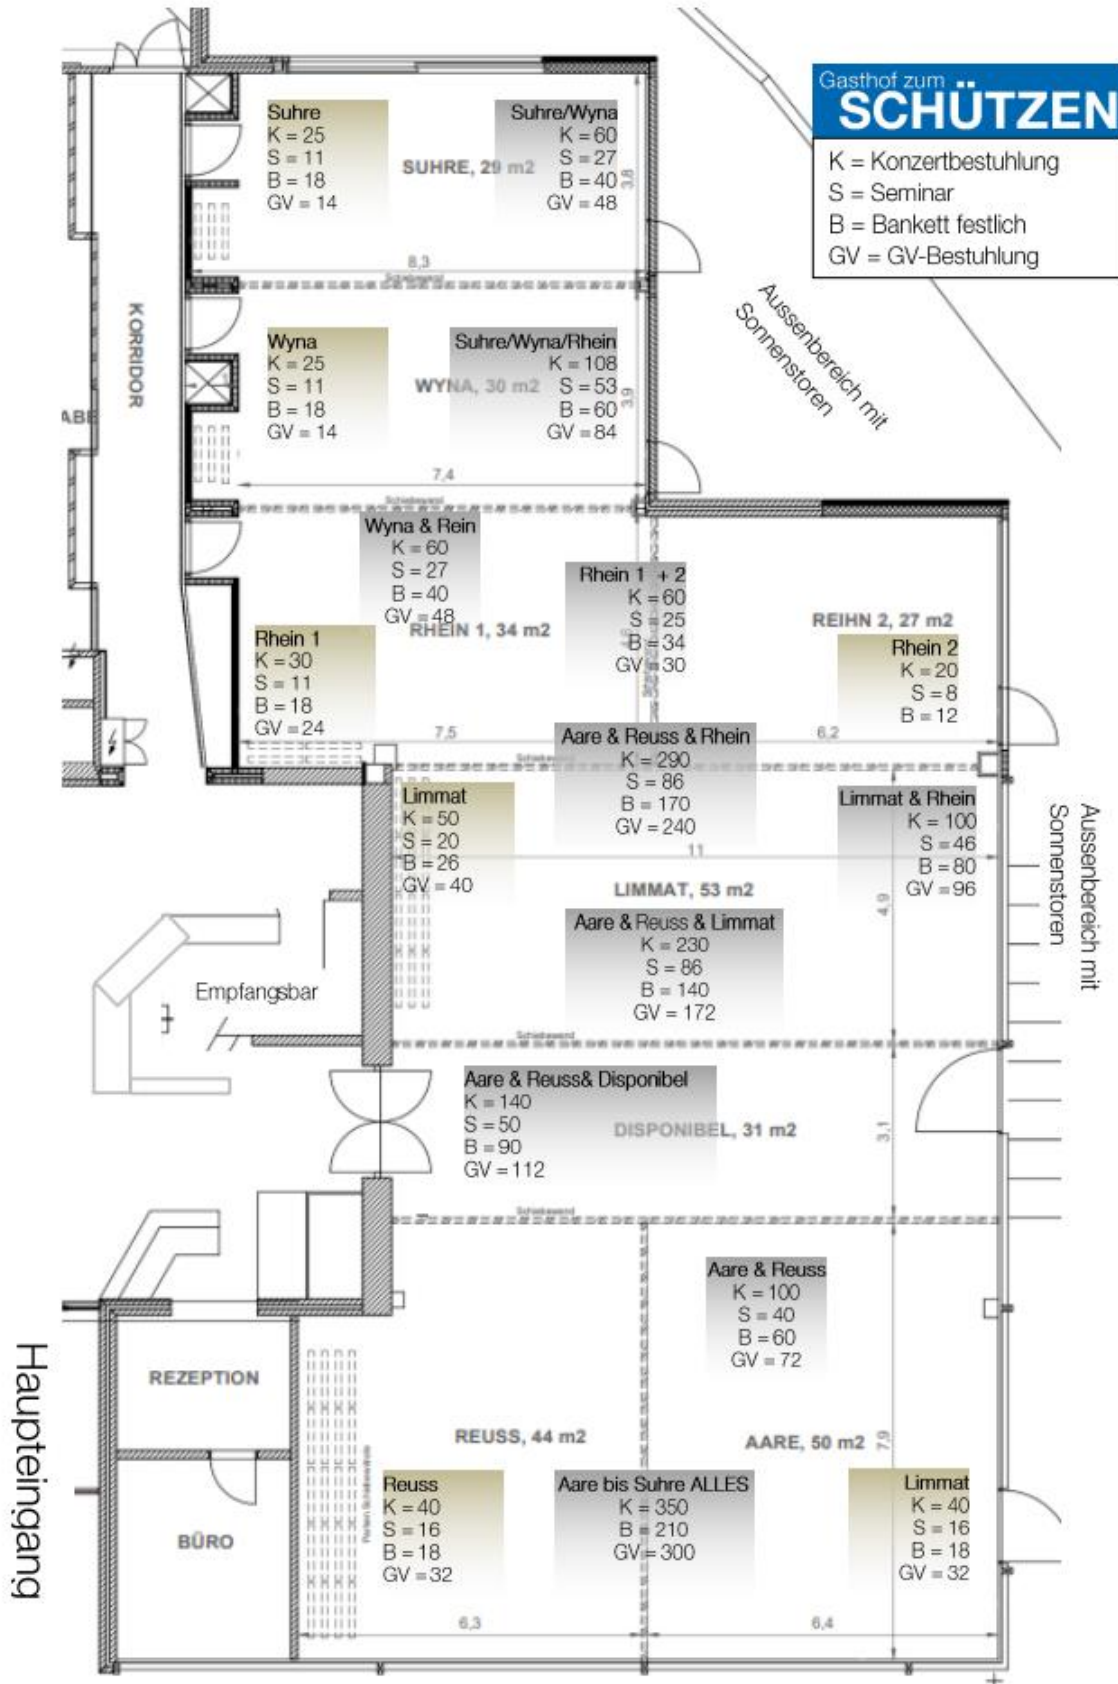 Gasthof zum
SCHÜTZEN
K = Konzertbestuhlung
S = Seminar
B = Bankett festlich
GV = GV-Bestuhlung
Suhre
K = 25
S = 11
B = 18
GV = 14
SUHRE, 29 m2
Suhre/Wyna
K = 60
S = 27
B = 40
GV = 48
3,8
8,3
Schiebewand
KORRIDOR
Aussenbereich mit
Sonnenstoren
Wyna
K = 25
S = 11
B = 18
GV = 14
WYNA, 30 m2
Suhre/Wyna/Rhein
K = 108
S = 53
B = 60
GV = 84
3,9
ABE
7,4
Schiebewand
Wyna & Rein
K = 60
S = 27
B = 40
GV = 48
RHEIN 1, 34 m2
Rhein 1 + 2
K = 60
S = 25
B = 34
GV = 30
REIHN 2, 27 m2
Rhein 1
K = 30
S = 11
B = 18
GV = 24
Rhein 2
K = 20
S = 8
B = 12
7,5
6,2
Aare & Reuss & Rhein
K = 290
S = 86
B = 170
GV = 240
Schiebewand
Limmat
K = 50
S = 20
B = 26
GV = 40
Limmat & Rhein
K = 100
S = 46
B = 80
GV = 96
11
LIMMAT, 53 m2
4,9
Aussenbereich mit
Sonnenstoren
Aare & Reuss & Limmat
K = 230
S = 86
B = 140
GV = 172
Empfangsbar
Schiebewand
Aare & Reuss& Disponibel
K = 140
S = 50
B = 90
GV = 112
DISPONIBEL, 31 m2
3,1
Schiebewand
Aare & Reuss
K = 100
S = 40
B = 60
GV = 72
Haupteingang
REZEPTION
REUSS, 44 m2
AARE, 50 m2
7,9
BÜRO
Reuss
K = 40
S = 16
B = 18
GV = 32
Aare bis Suhre ALLES
K = 350
B = 210
GV = 300
Limmat
K = 40
S = 16
B = 18
GV = 32
6,3
6,4